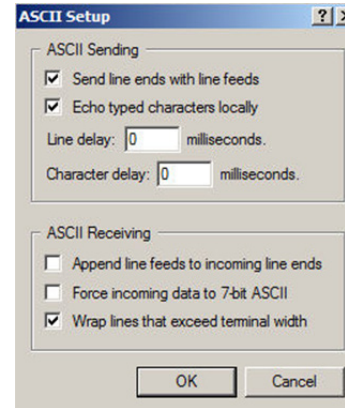 ASCII Setup
ASCII Sending
Send line ends with line feeds
Echo typed characters locally
Line delay: 0 milliseconds.
Character delay: 0 milliseconds.
ASCII Receiving
Append line feeds to incoming line ends
Force incoming data to 7-bit ASCII
Wrap lines that exceed terminal width
OK Cancel